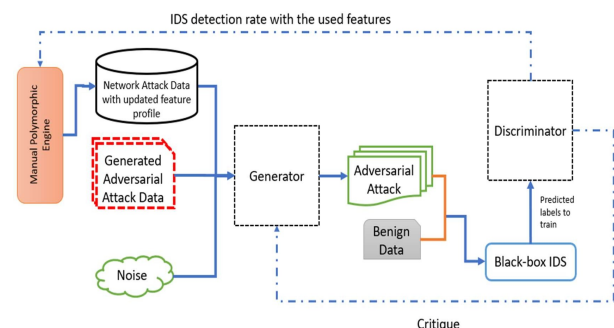 IDS detection rate with the used features
Manual Polymorphic
Engine
Network Attack Data
with updated feature
profile
Generated
Adversarial
Attack Data
Noise
Generator
Adversarial
Attack
Benign
Data
Discriminator
Predicted
labels to
train
Black-box IDS
Critique